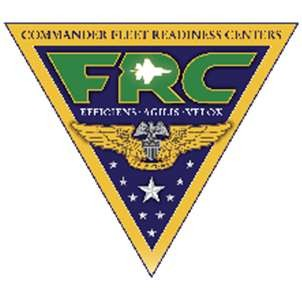 COMMANDER FLEET READINESS CENTERS
FRC
EFFICIENS · AGILIS · VELOX